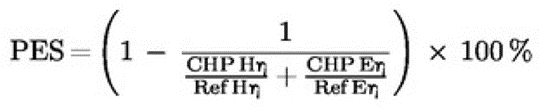 PES = ( 1 − 1 / ( CHP Hη / Ref Hη + CHP Eη / Ref Eη ) ) × 100 %